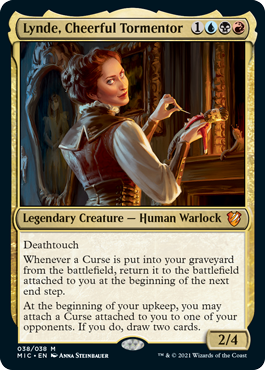 Lynde, Cheerful Tormentor 1
Legendary Creature — Human Warlock
Deathtouch
Whenever a Curse is put into your graveyard
from the battlefield, return it to the battlefield
attached to you at the beginning of the next
end step.
At the beginning of your upkeep, you may
attach a Curse attached to you to one of your
opponents. If you do, draw two cards.
2/4
038/038 M
MIC • EN Anna Steinbauer
™ & © 2021 Wizards of the Coast